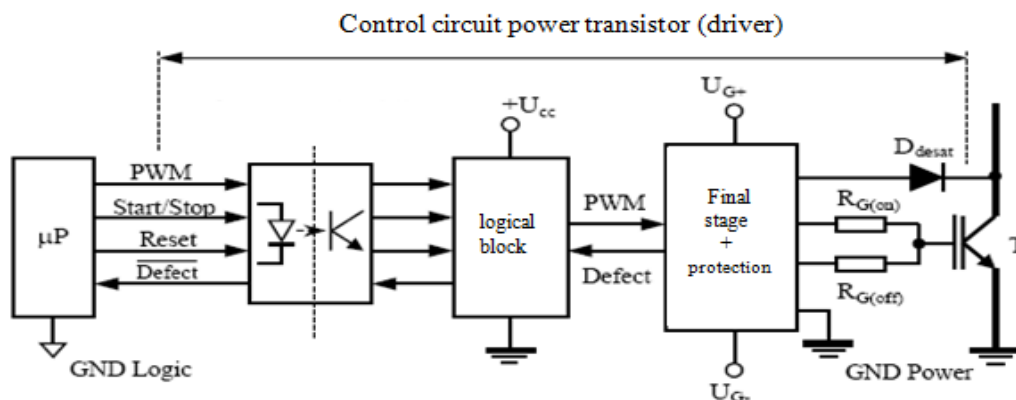 Control circuit power transistor (driver)
+Ucc
UG+
Ddesat
μP
PWM
Start/Stop
Reset
Defect
logical
block
PWM
Defect
Final
stage
+
protection
RG(on)
RG(off)
T
GND Logic
GND Power
UG-